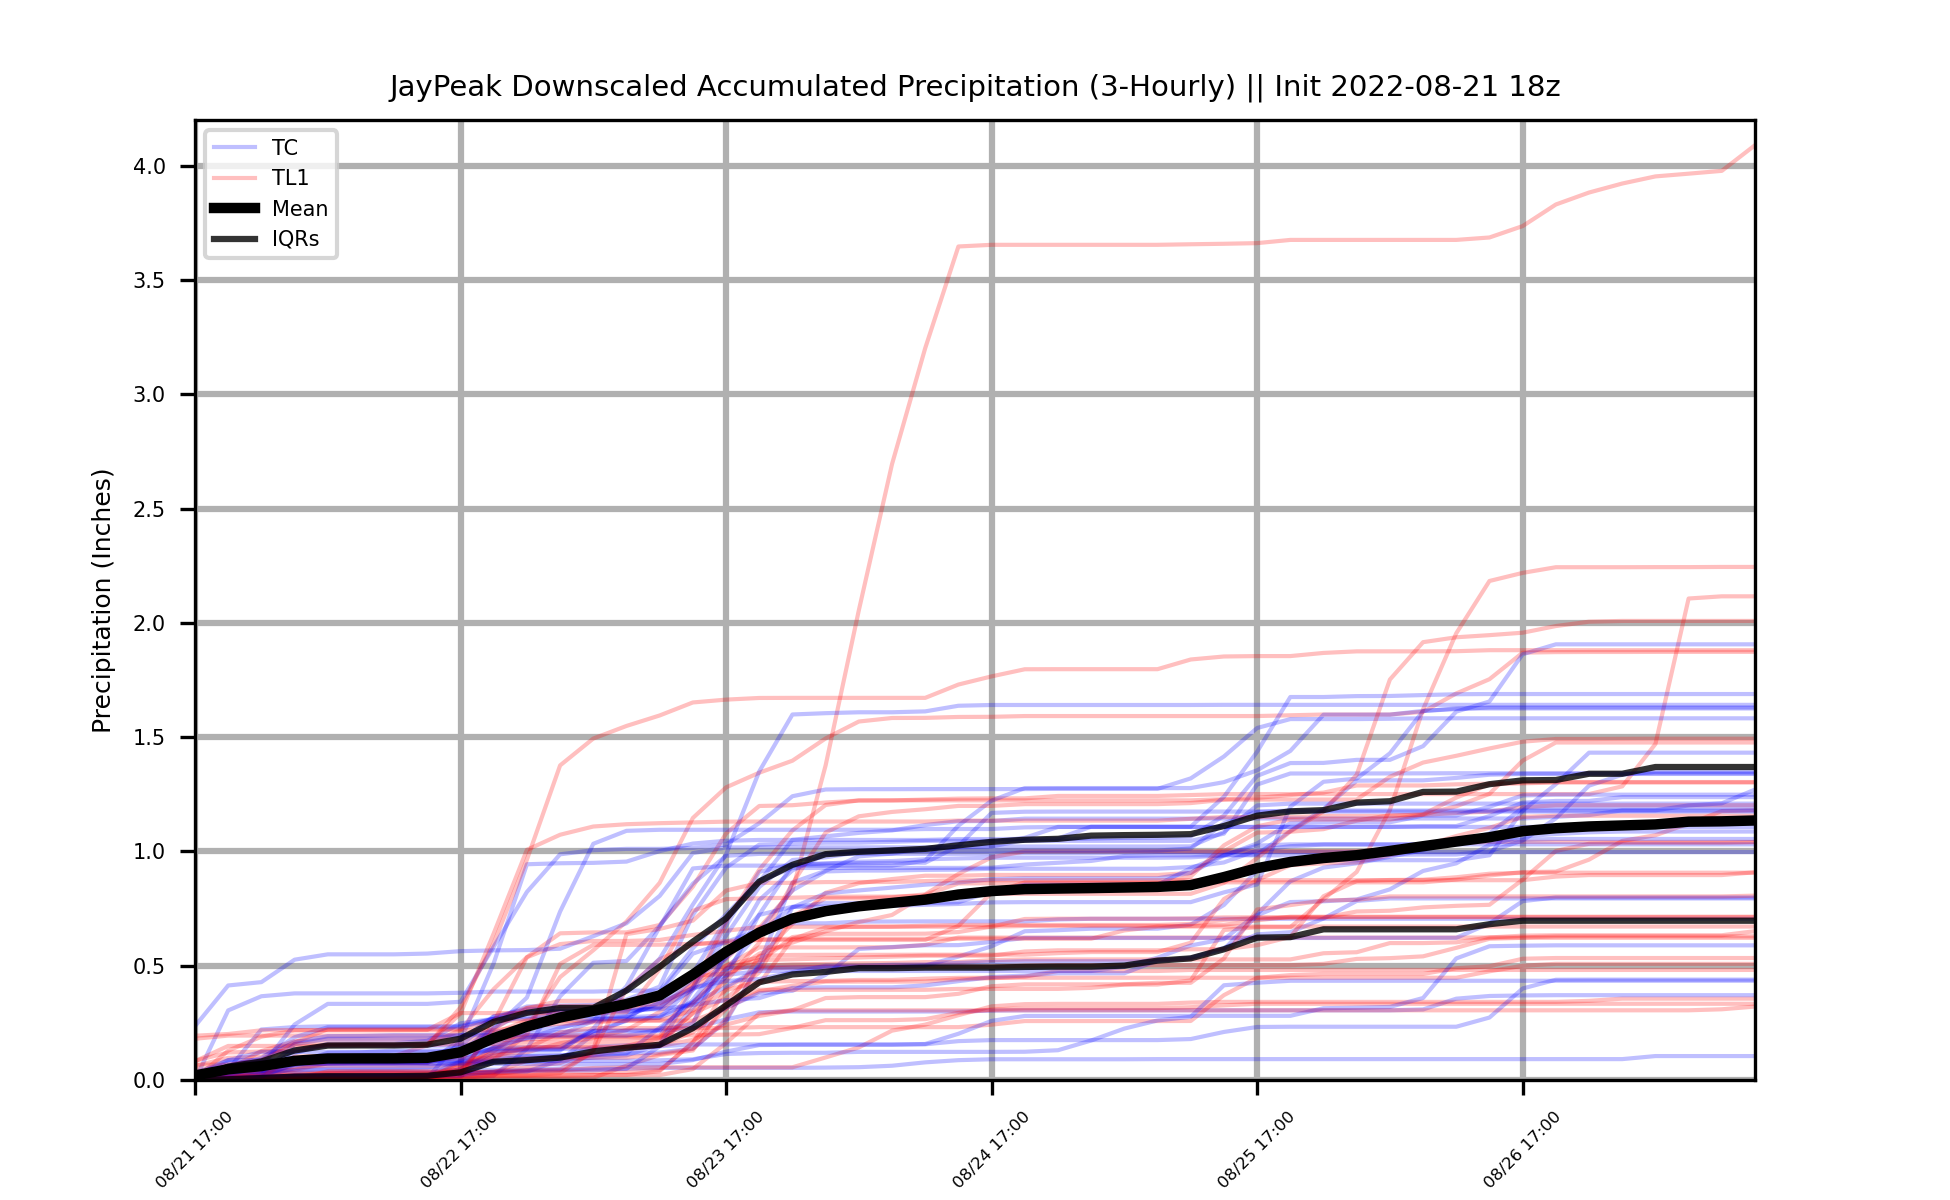 JayPeak Downscaled Accumulated Precipitation (3-Hourly) || Init 2022-08-21 18z
TC
TL1
Mean
IQRs
Precipitation (Inches)
4.0
3.5
3.0
2.5
2.0
1.5
1.0
0.5
0.0
08/21 17:00
08/22 17:00
08/23 17:00
08/24 17:00
08/25 17:00
08/26 17:00